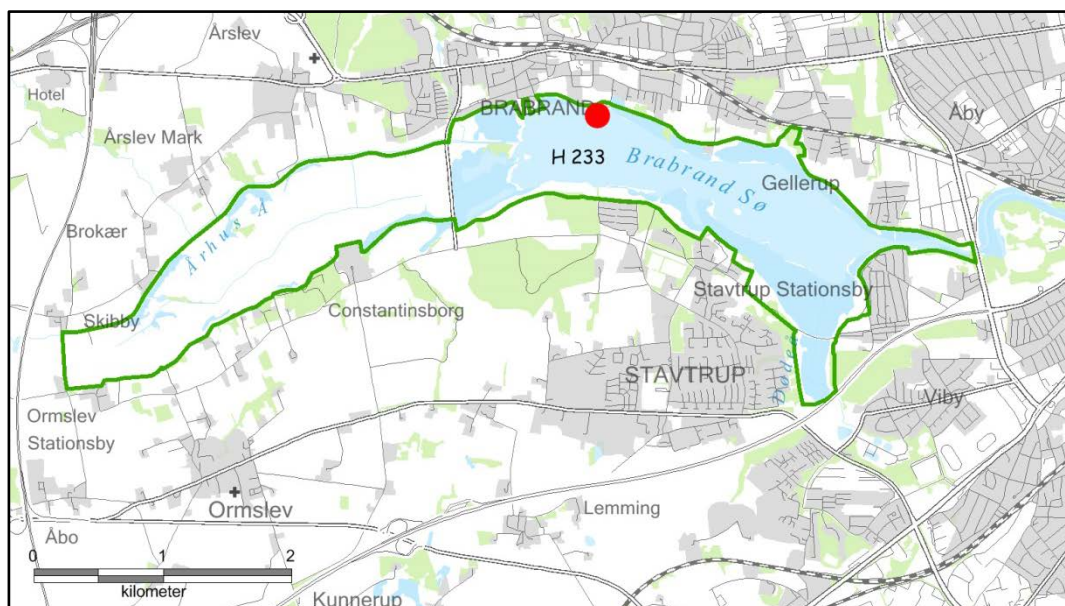 Årslev
Hotel
Årslev Mark
BRABRAND
Åby
H 233
Brabrand Sø
Gellerup
Århus Å
Brokær
Stavtrup Stationsby
Skibby
Constantinsborg
STAVTRUP
Viby
Ormslev
Stationsby
Ormslev
Lemming
Åbo
0 1 2
kilometer
Kunnerup